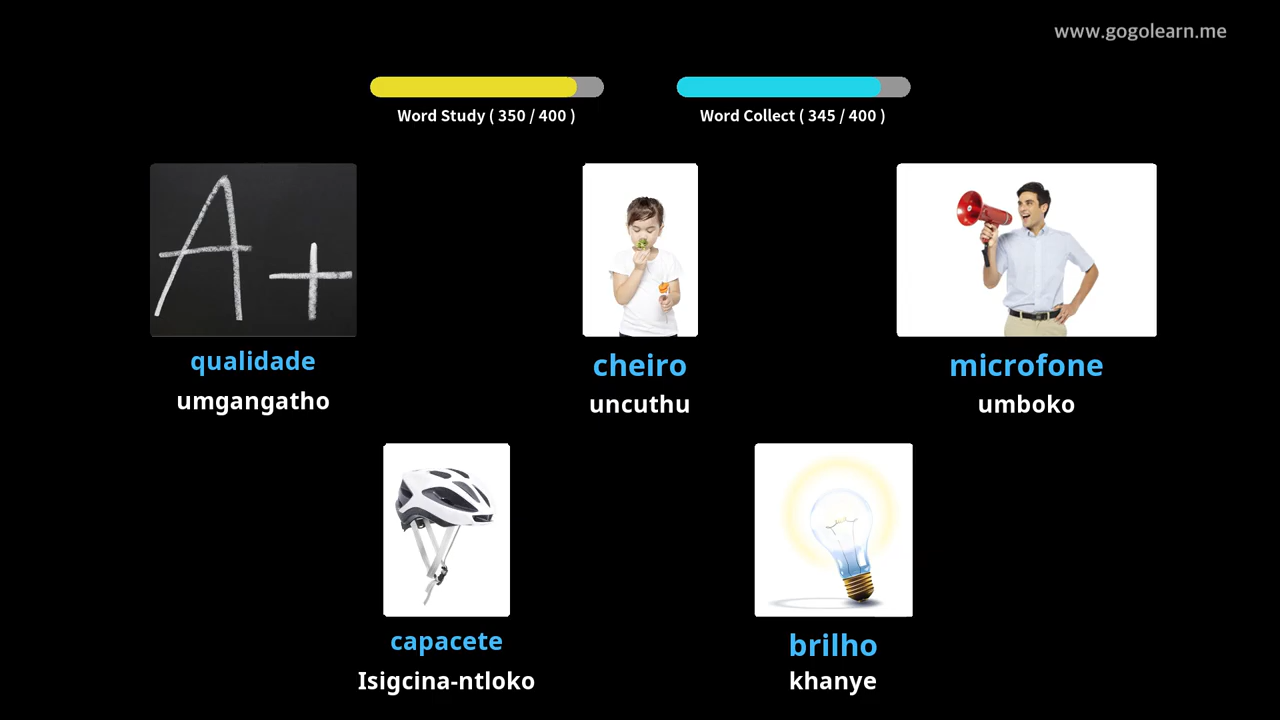 www.gogolearn.me
Word Study ( 350 / 400 )
Word Collect ( 345 / 400 )
A+
qualidade
umgangatho
cheiro
uncuthu
microfone
umboko
capacete
Isigcina-ntloko
brilho
khanye